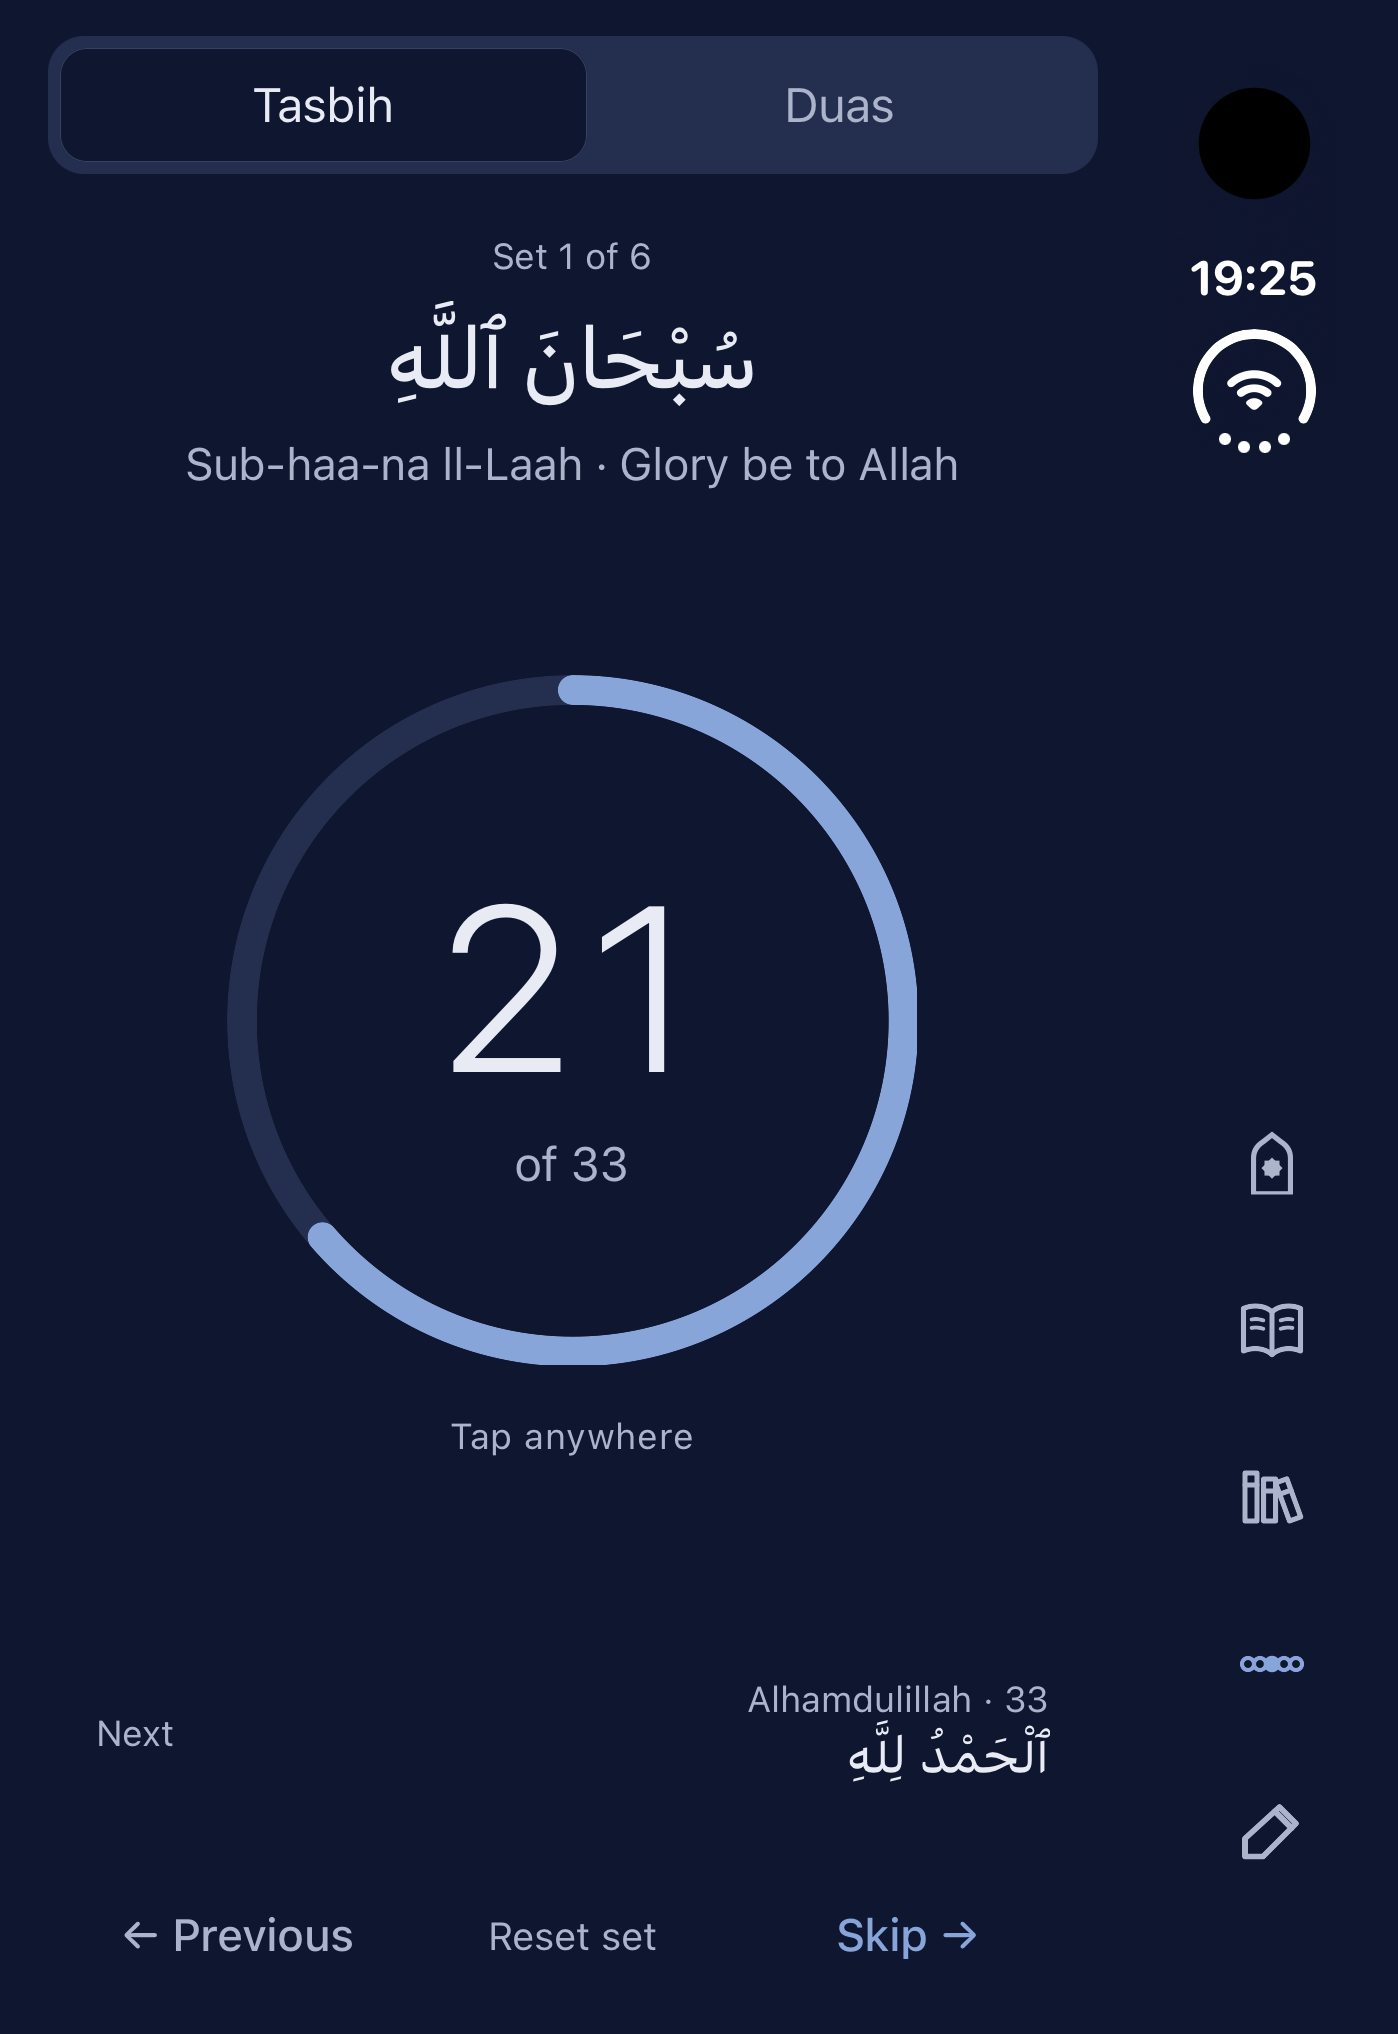 Tasbih
Duas
19:25
Set 1 of 6
سُبْحَانَ ٱللَّهِ
Sub-haa-na ll-Laah · Glory be to Allah
21
of 33
Tap anywhere
Next
Alhamdulillah · 33
ٱلْحَمْدُ لِلَّهِ
← Previous
Reset set
Skip →